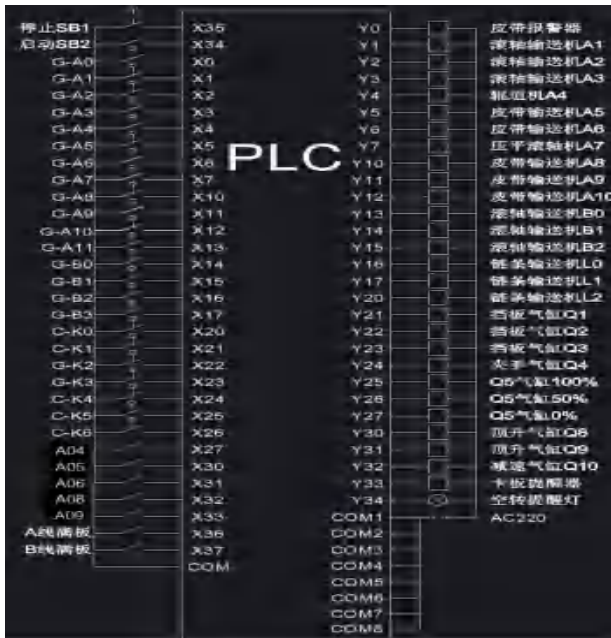 停止SB1 X35 Y0 皮带报警器
启动SB2 X34 Y1 滚轴输送机A1
G-A0 X0 Y2 滚轴输送机A2
G-A1 X1 Y3 滚轴输送机A3
G-A2 X2 Y4 辊道机A4
G-A3 X3 Y5 皮带输送机A5
G-A4 X4 Y6 皮带输送机A6
G-A5 X5 Y7 压平滚轴机A7
PLC
G-A6 X6 Y10 皮带输送机A8
G-A7 X7 Y11 皮带输送机A9
G-A8 X10 Y12 皮带输送机A10
G-A9 X11 Y13 滚轴输送机B0
G-A10 X12 Y14 滚轴输送机B1
G-A11 X13 Y15 滚轴输送机B2
G-B0 X14 Y16 链条输送机L0
G-B1 X15 Y17 链条输送机L1
G-B2 X16 Y20 链条输送机L2
G-B3 X17 Y21 挡板气缸Q1
C-K0 X20 Y22 挡板气缸Q2
C-K1 X21 Y23 挡板气缸Q3
G-K2 X22 Y24 夹手气缸Q4
G-K3 X23 Y25 Q5气缸100%
C-K4 X24 Y26 Q5气缸50%
C-K5 X25 Y27 Q5气缸0%
C-K6 X26 Y30 顶升气缸Q8
A04 X27 Y31 顶升气缸Q9
A05 X30 Y32 减速气缸Q10
A06 X31 Y33 卡板提醒器
A08 X32 Y34 空转提醒灯
A09 X33 COM1 AC220
A线满板 X36 COM2
B线满板 X37 COM3
COM COM4
COM5
COM6
COM7
COM8